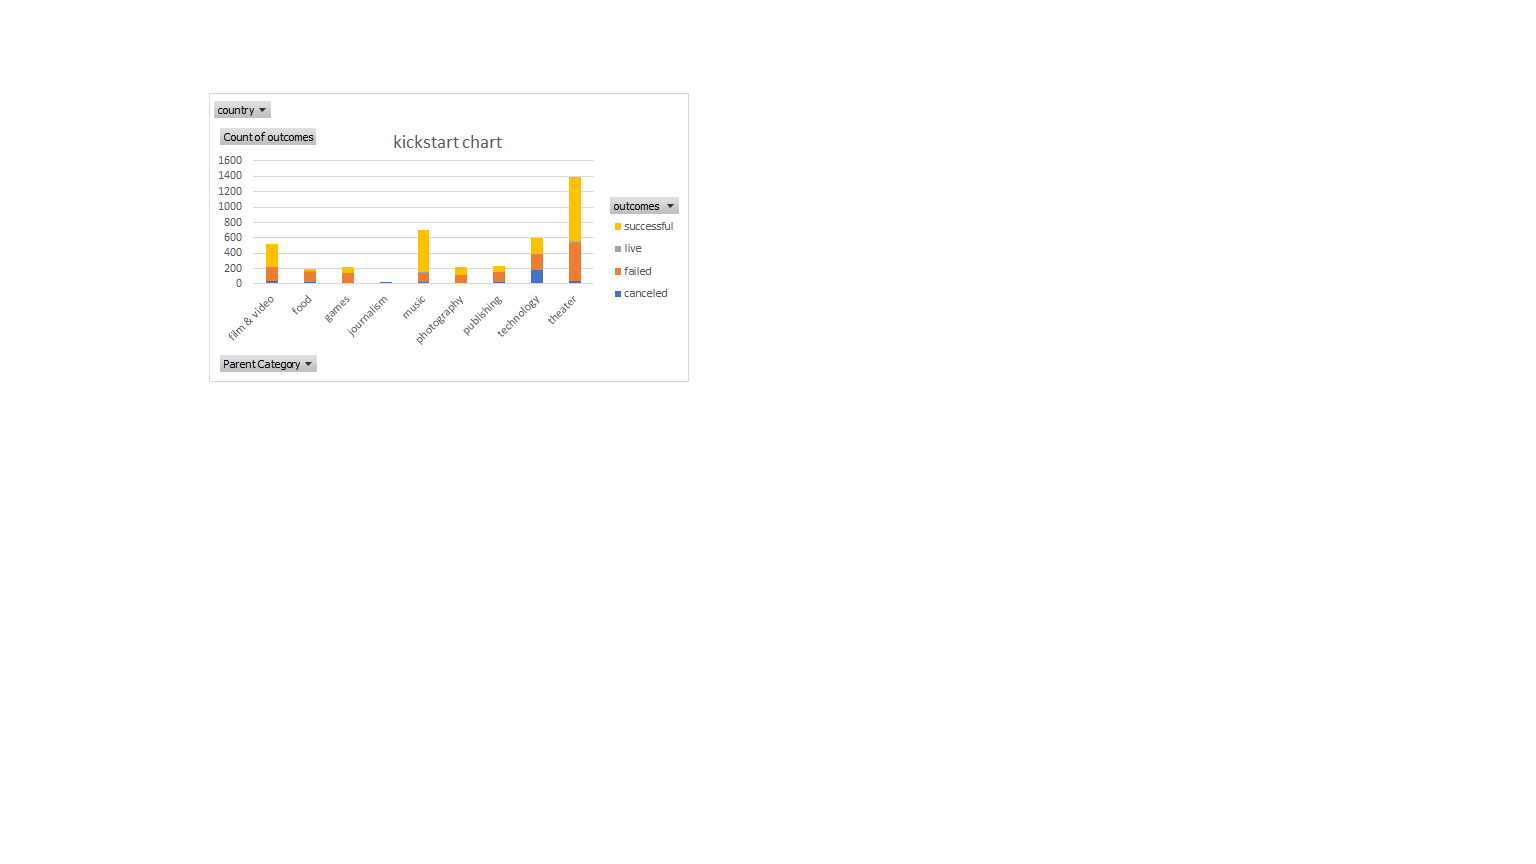 country
Count of outcomes
kickstart chart
1600
1400
1200
1000
800
600
400
200
0
film & video
food
games
journalism
music
photography
publishing
technology
theater
outcomes
successful
live
failed
canceled
Parent Category